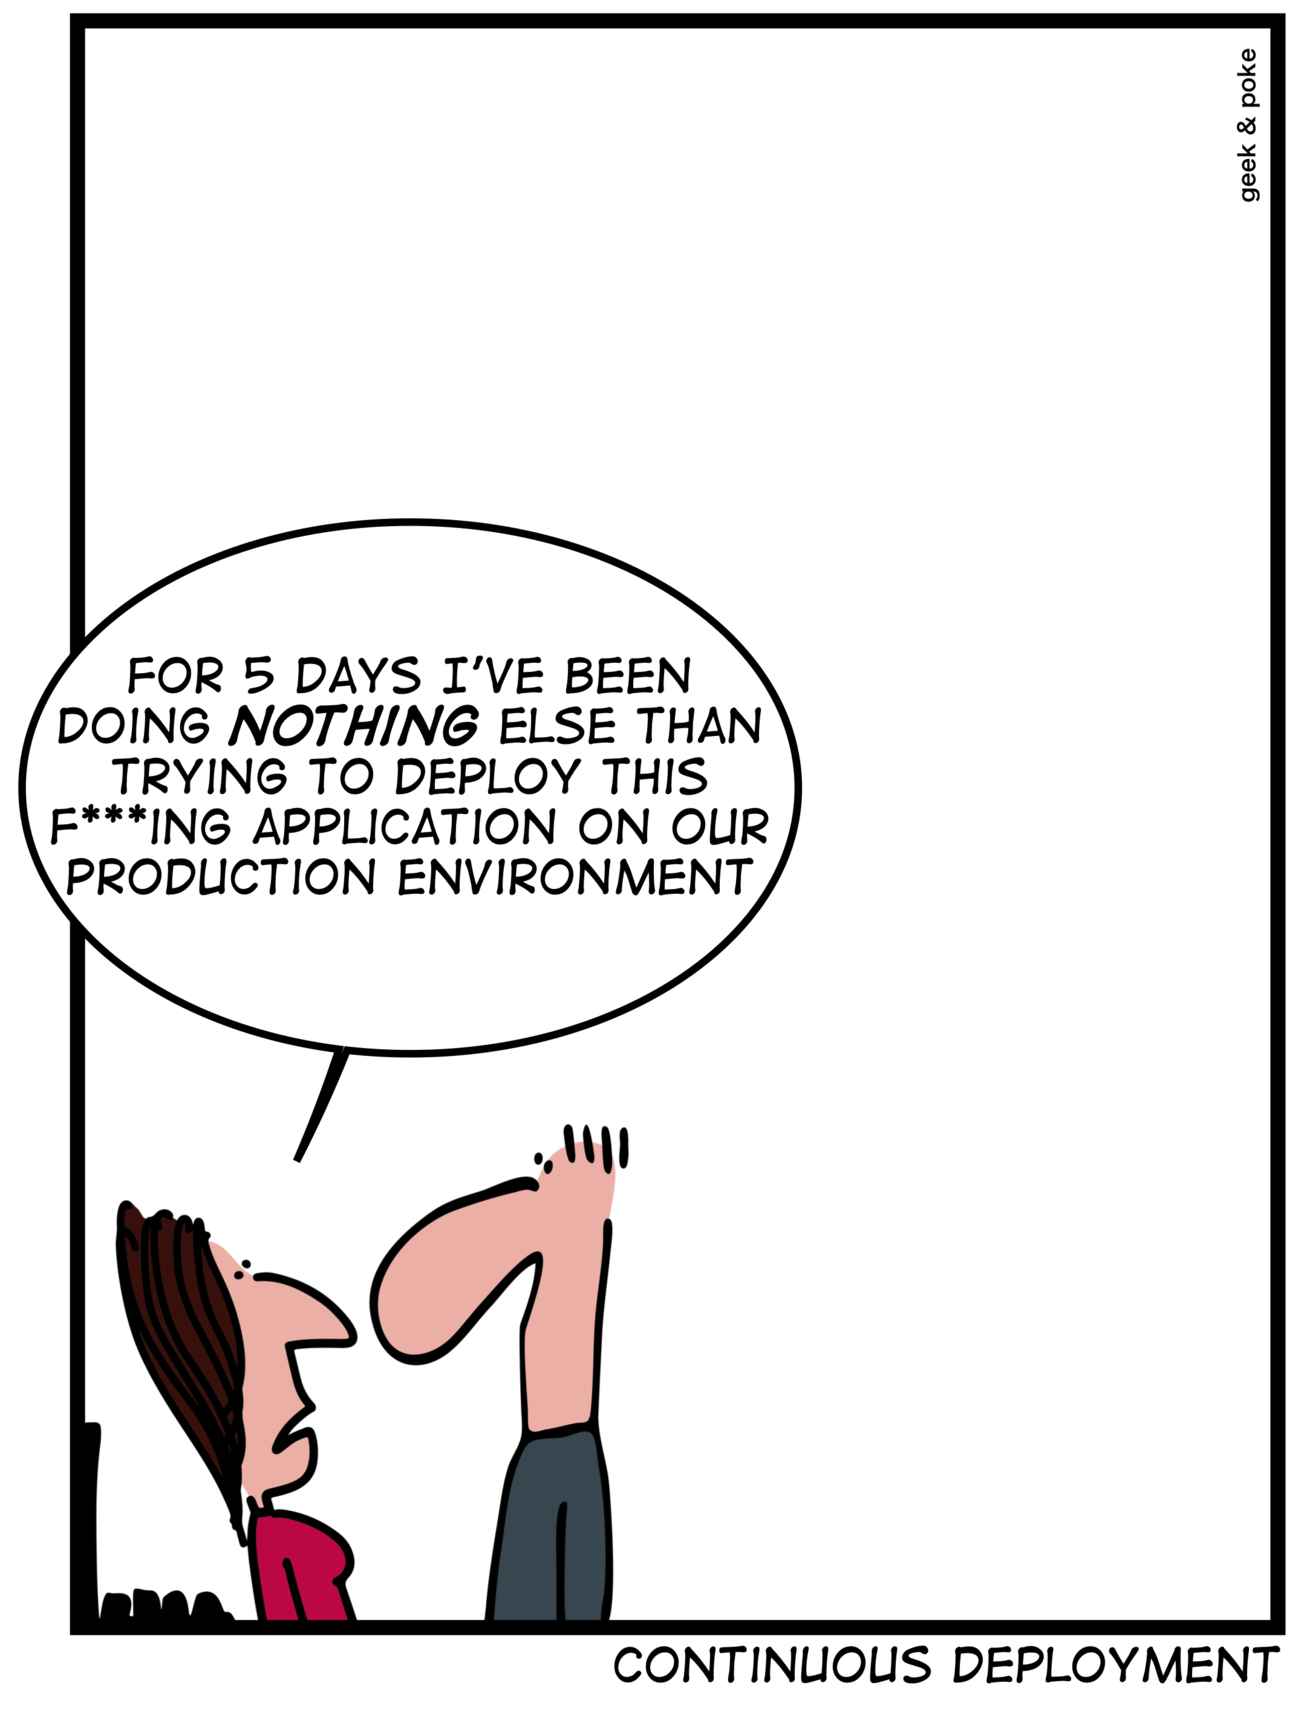 geek & poke
FOR 5 DAYS I'VE BEEN
DOING NOTHING ELSE THAN
TRYING TO DEPLOY THIS
F***ING APPLICATION ON OUR
PRODUCTION ENVIRONMENT
CONTINUOUS DEPLOYMENT